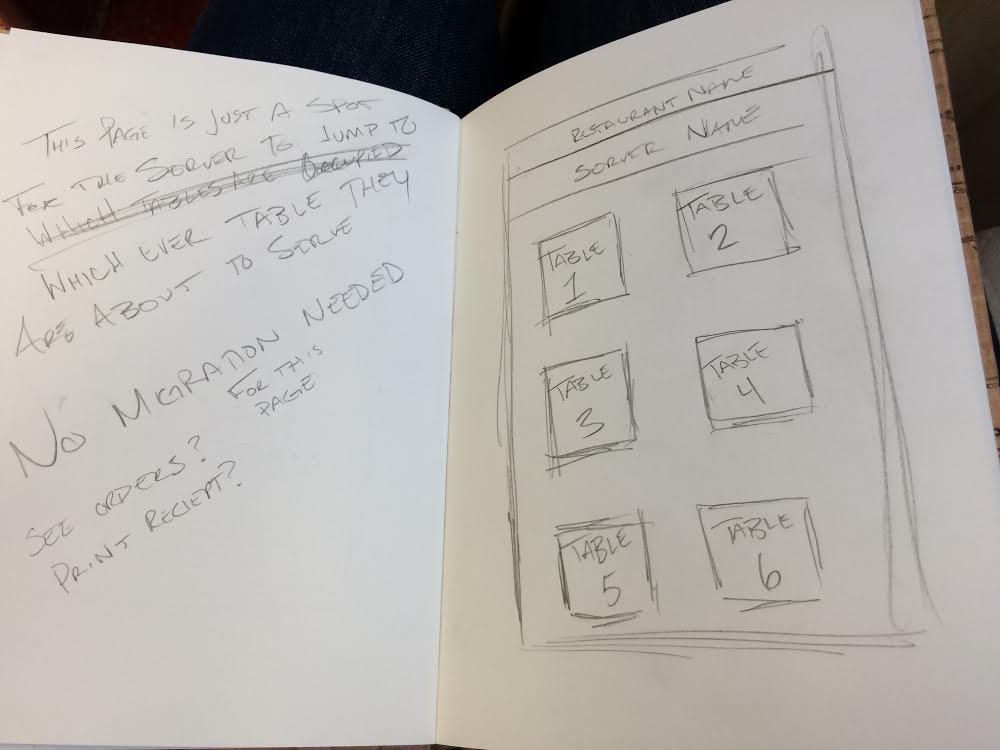 THIS PAGE IS JUST A SPOT
FOR THE SERVER TO JUMP TO
WHICH TABLES ARE OCCUPIED
WHICH EVER TABLE THEY
ARE ABOUT TO SERVE
NO MIGRATION NEEDED
FOR THIS
PAGE
SEE ORDERS?
PRINT RECIEPT?
RESTAURANT NAME
SERVER NAME
TABLE
1
TABLE
2
TABLE
3
TABLE
4
TABLE
5
TABLE
6